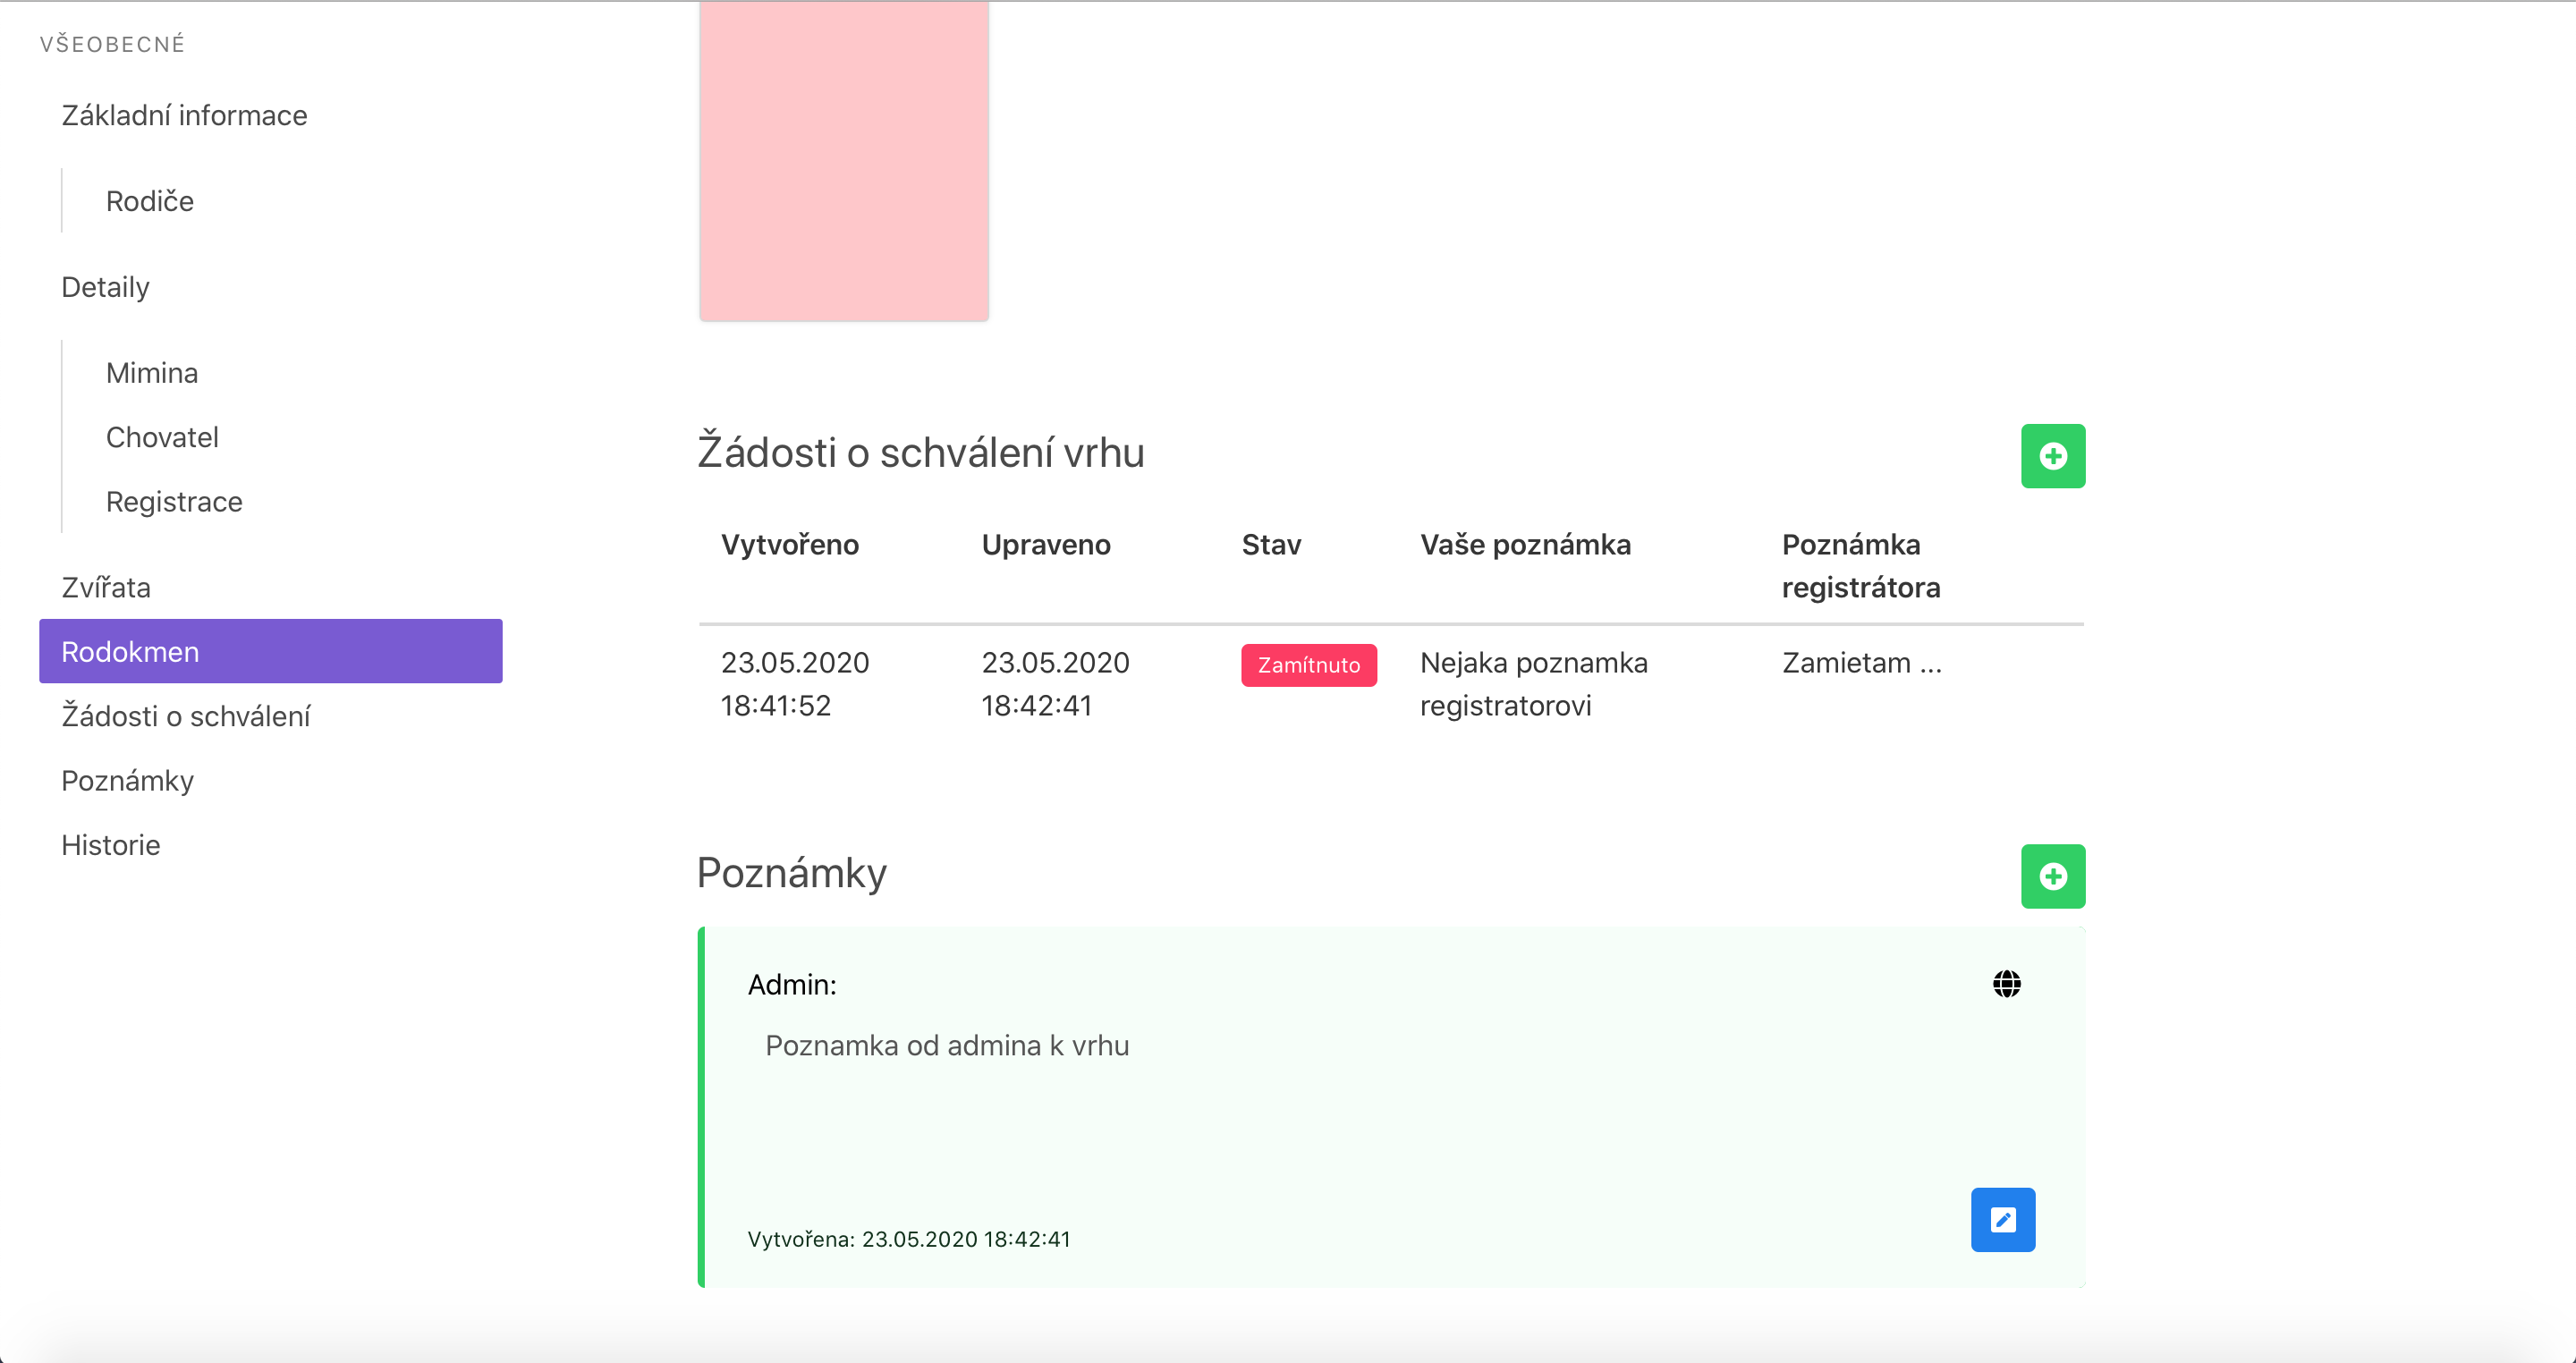 VŠEOBECNÉ
Základní informace
Rodiče
Detaily
Mimina
Chovatel
Registrace
Zvířata
Rodokmen
Žádosti o schválení
Poznámky
Historie
Žádosti o schválení vrhu
Vytvořeno Upraveno Stav Vaše poznámka Poznámka
registrátora
23.05.2020 23.05.2020 Zamítnuto Nejaka poznamka Zamietam ...
18:41:52 18:42:41 registratorovi
Poznámky
Admin:
Poznamka od admina k vrhu
Vytvořena: 23.05.2020 18:42:41